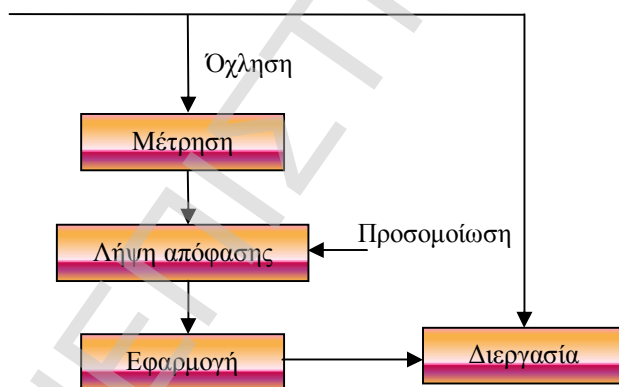 Όχληση
Μέτρηση
Λήψη απόφασης
Προσομοίωση
Εφαρμογή
Διεργασία